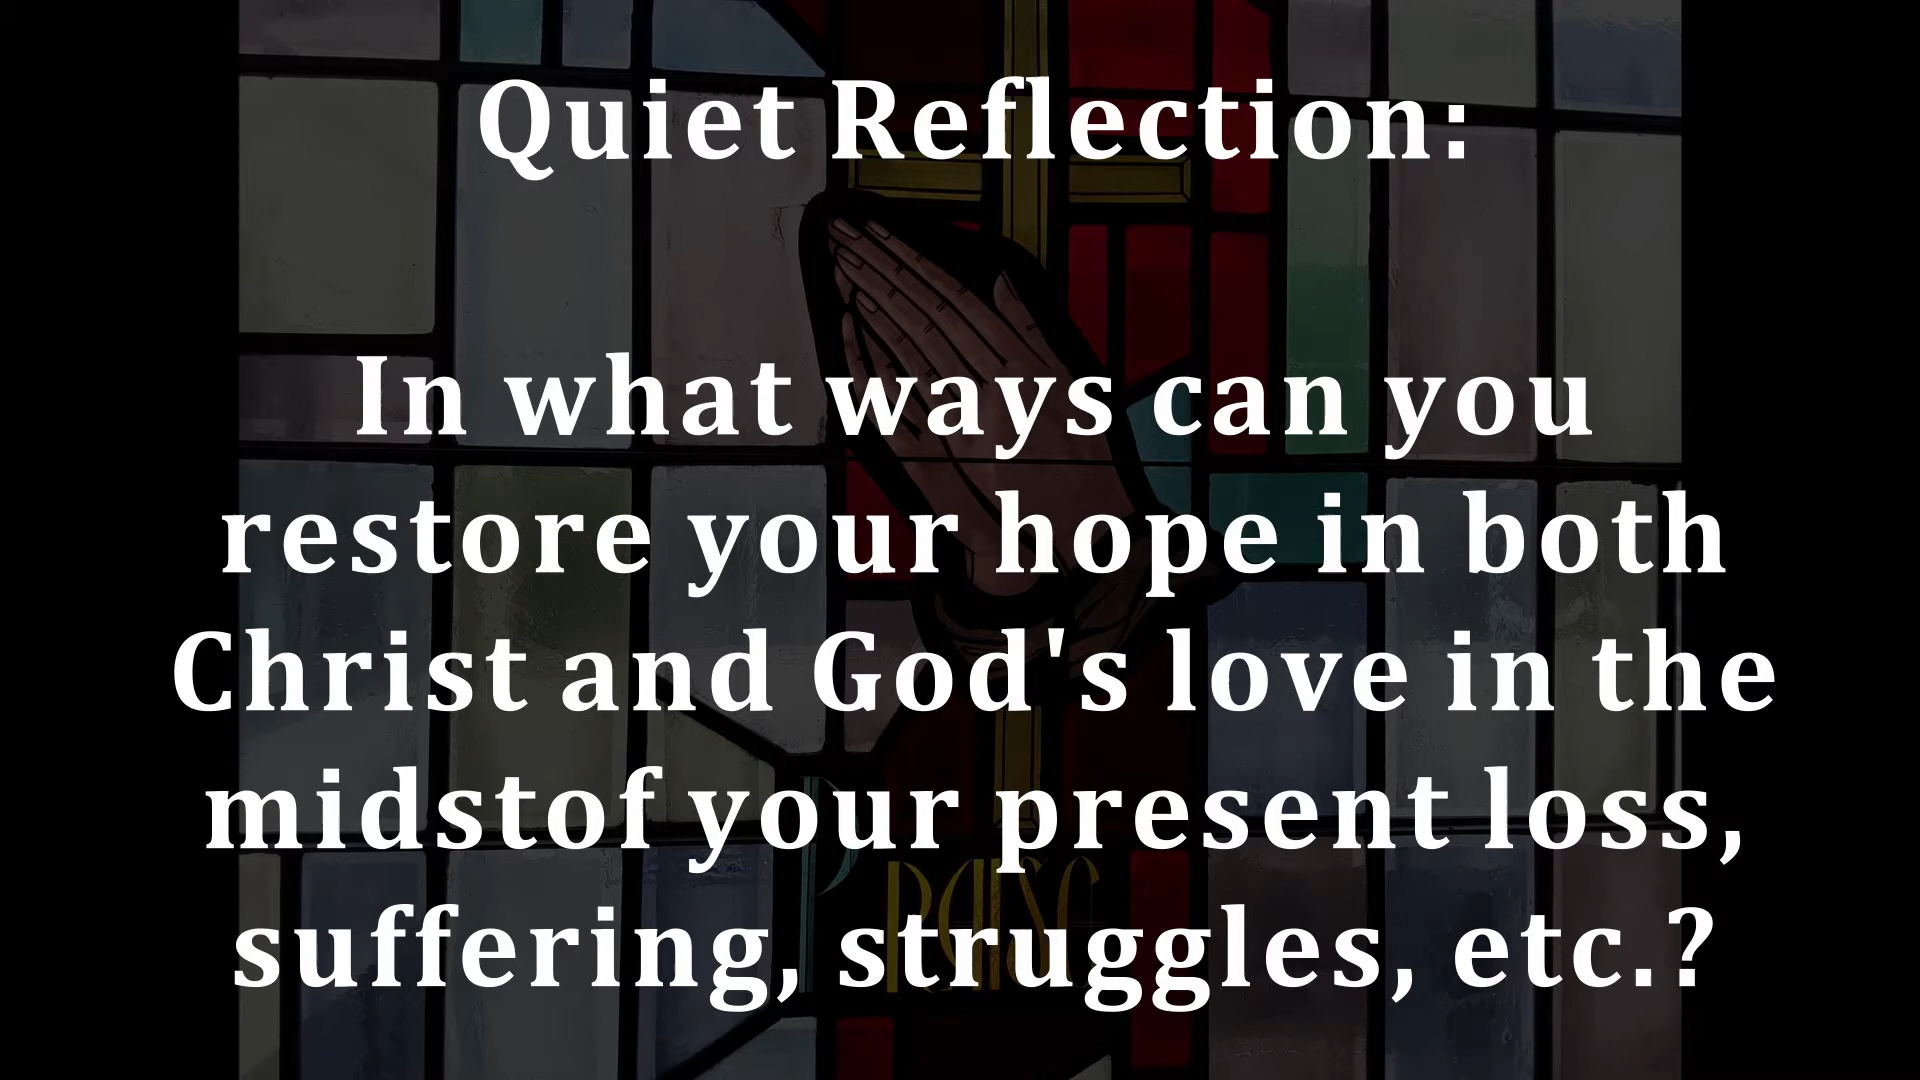 Quiet Reflection:
In what ways can you
restore your hope in both
Christ and God's love in the
midstof your present loss,
suffering, struggles, etc.?
Praise